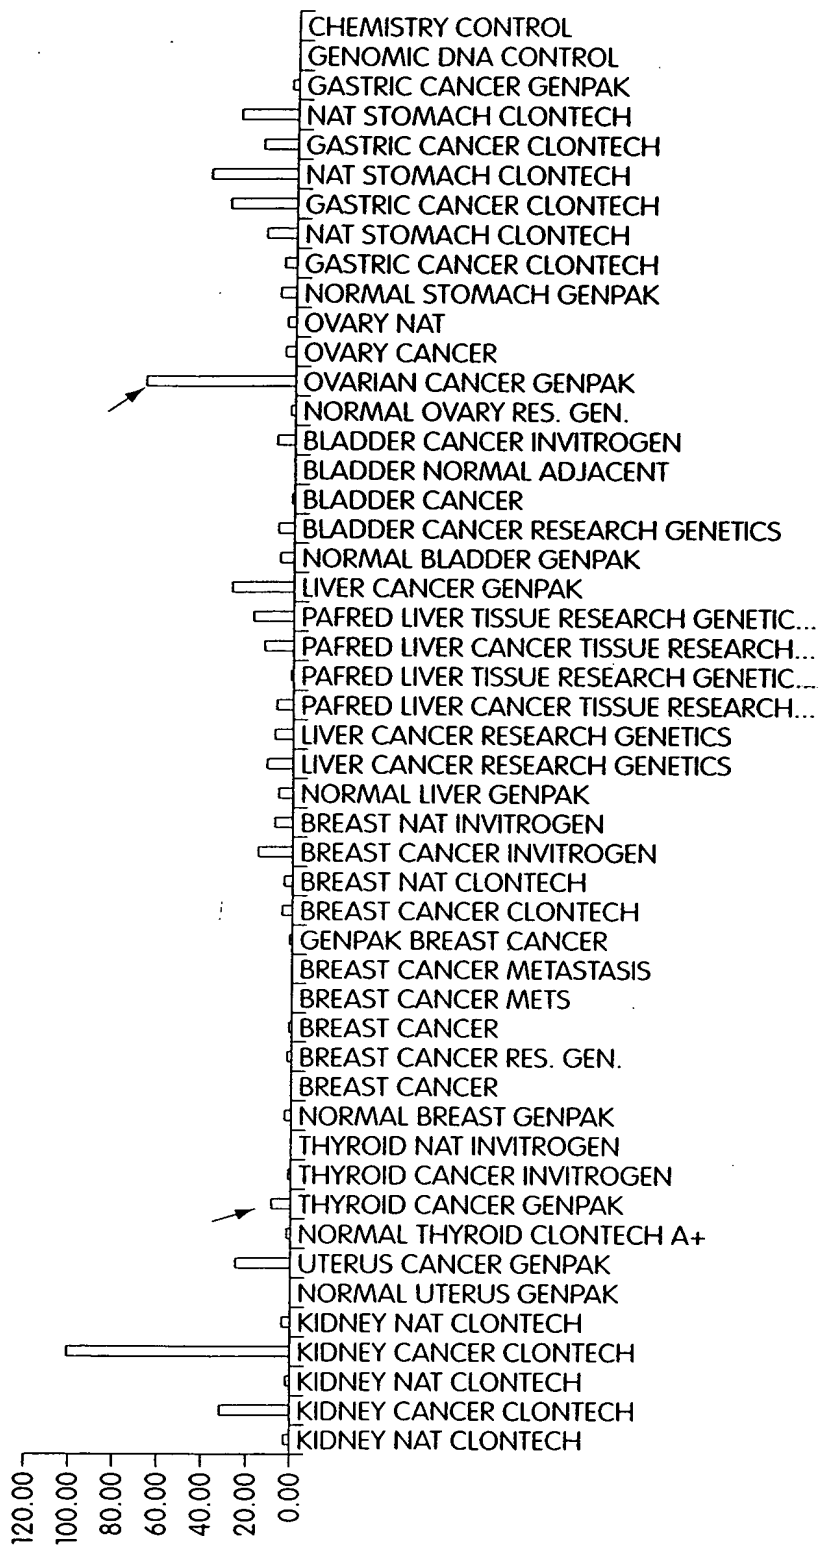 CHEMISTRY CONTROL
GENOMIC DNA CONTROL
GASTRIC CANCER GENPAK
NAT STOMACH CLONTECH
GASTRIC CANCER CLONTECH
NAT STOMACH CLONTECH
GASTRIC CANCER CLONTECH
NAT STOMACH CLONTECH
GASTRIC CANCER CLONTECH
NORMAL STOMACH GENPAK
OVARY NAT
OVARY CANCER
OVARIAN CANCER GENPAK
NORMAL OVARY RES. GEN.
BLADDER CANCER INVITROGEN
BLADDER NORMAL ADJACENT
BLADDER CANCER
BLADDER CANCER RESEARCH GENETICS
NORMAL BLADDER GENPAK
LIVER CANCER GENPAK
PAFRED LIVER TISSUE RESEARCH GENETIC...
PAFRED LIVER CANCER TISSUE RESEARCH...
PAFRED LIVER TISSUE RESEARCH GENETIC...
PAFRED LIVER CANCER TISSUE RESEARCH...
LIVER CANCER RESEARCH GENETICS
LIVER CANCER RESEARCH GENETICS
NORMAL LIVER GENPAK
BREAST NAT INVITROGEN
BREAST CANCER INVITROGEN
BREAST NAT CLONTECH
BREAST CANCER CLONTECH
GENPAK BREAST CANCER
BREAST CANCER METASTASIS
BREAST CANCER METS
BREAST CANCER
BREAST CANCER RES. GEN.
BREAST CANCER
NORMAL BREAST GENPAK
THYROID NAT INVITROGEN
THYROID CANCER INVITROGEN
THYROID CANCER GENPAK
NORMAL THYROID CLONTECH A+
UTERUS CANCER GENPAK
NORMAL UTERUS GENPAK
KIDNEY NAT CLONTECH
KIDNEY CANCER CLONTECH
KIDNEY NAT CLONTECH
KIDNEY CANCER CLONTECH
KIDNEY NAT CLONTECH
120.00
100.00
80.00
60.00
40.00
20.00
0.00